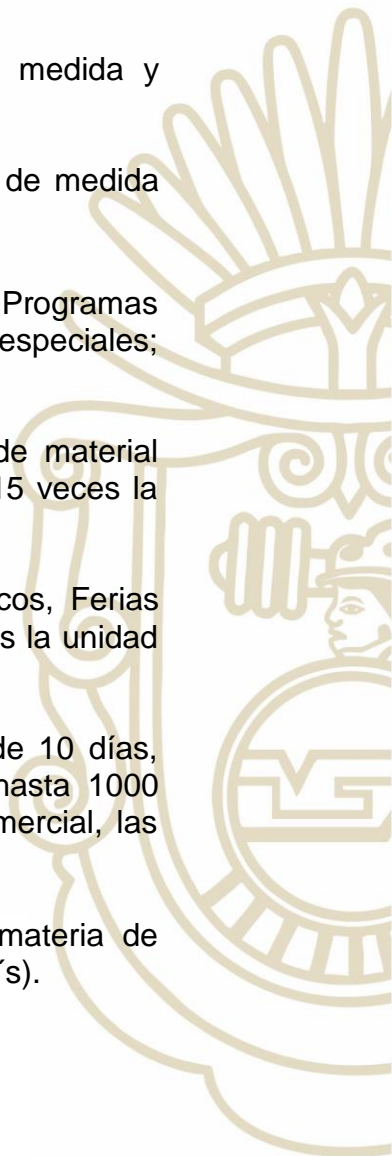 medida y
de medida
Programas
especiales;
de material
15 veces la
cos, Ferias
s la unidad
de 10 días,
hasta 1000
mercial, las
materia de
´s).